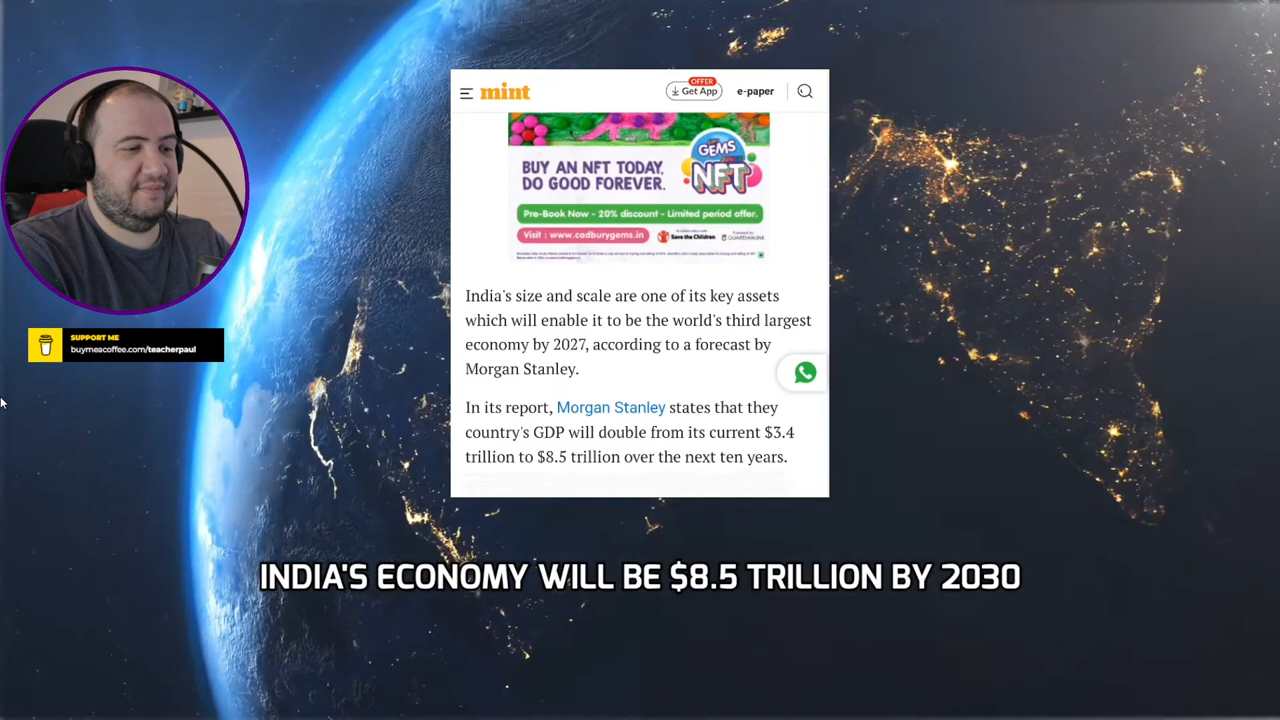 SUPPORT ME
buymeacoffee.com/teacherpaul
mint
OFFER
Get App
e-paper
BUY AN NFT TODAY,
DO GOOD FOREVER.
GEMS
NFT
Pre-Book Now - 20% discount - Limited period offer.
Visit : www.cadburygems.in
Save the Children
GUARDIANLINK
India's size and scale are one of its key assets
which will enable it to be the world's third largest
economy by 2027, according to a forecast by
Morgan Stanley.
In its report, Morgan Stanley states that they
country's GDP will double from its current $3.4
trillion to $8.5 trillion over the next ten years.
INDIA'S ECONOMY WILL BE $8.5 TRILLION BY 2030